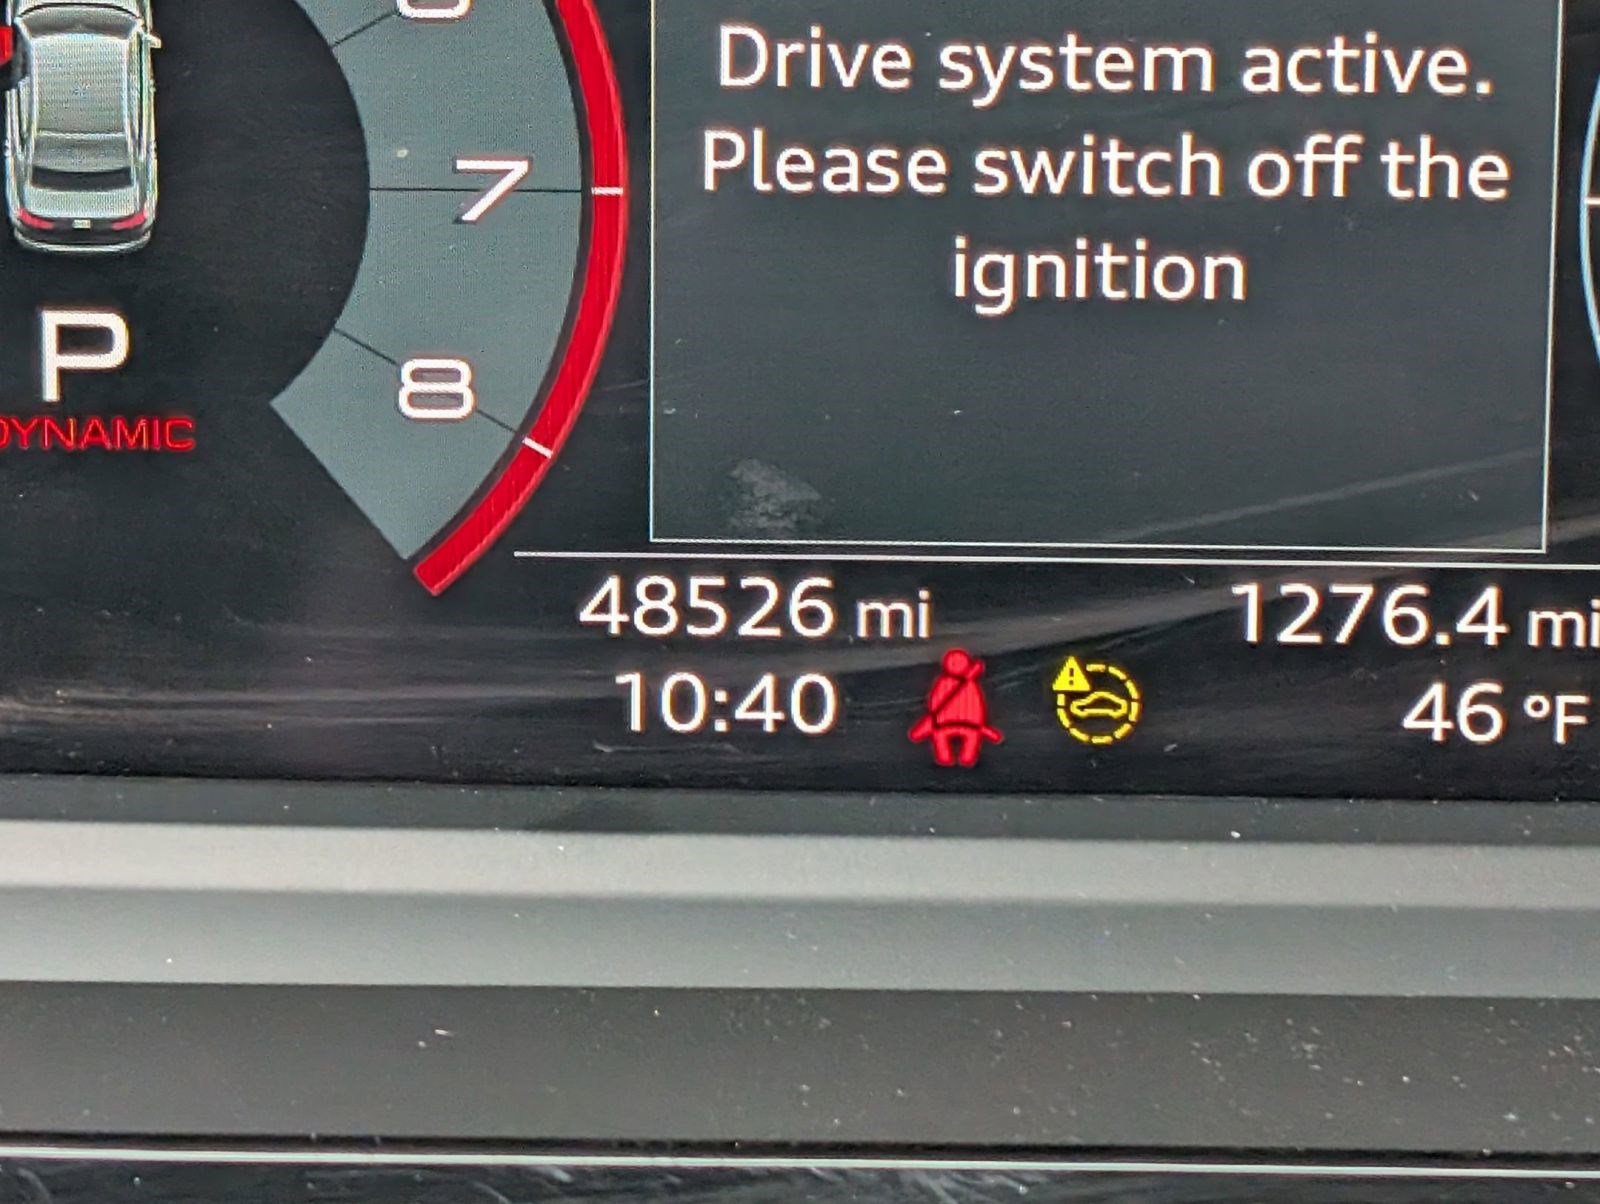 Drive system active.
Please switch off the
ignition
7
8
P
DYNAMIC
48526 mi
1276.4 mi
10:40
46 °F